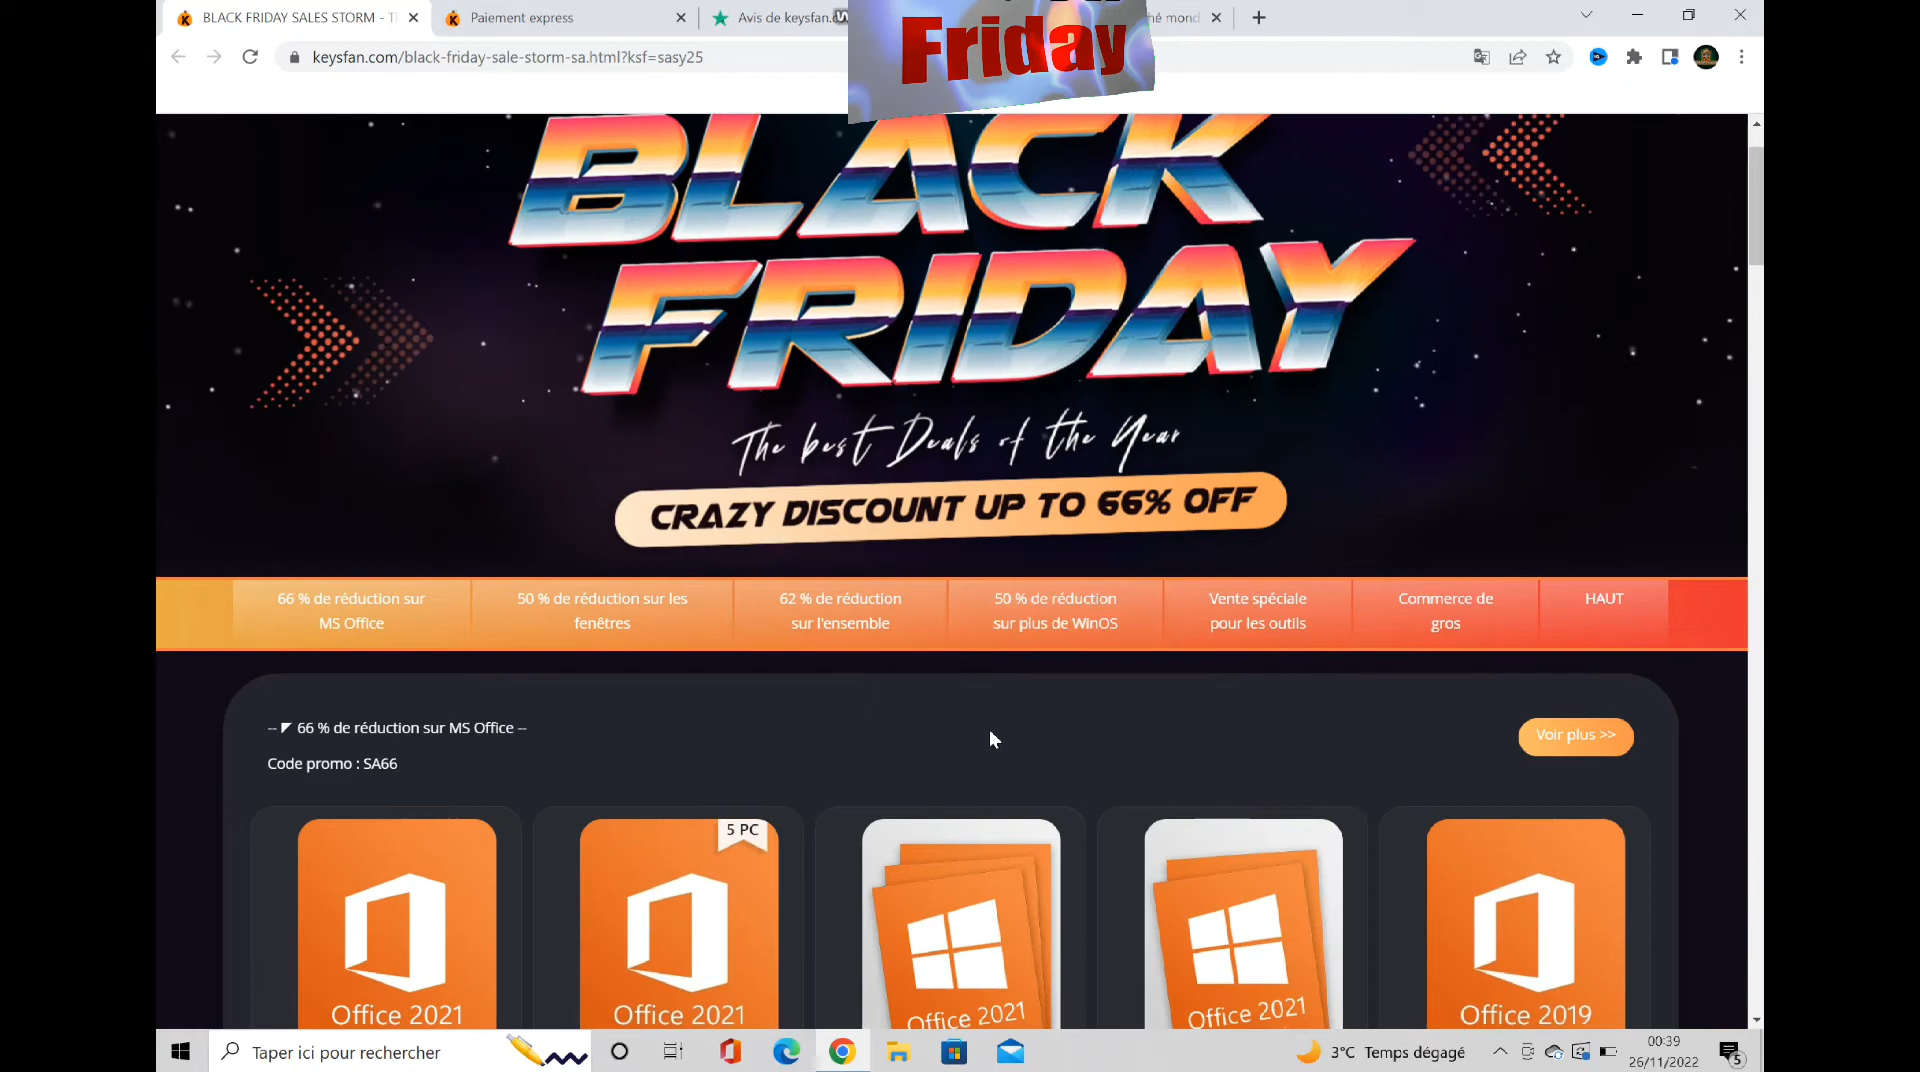 BLACK FRIDAY SALES STORM - T
Paiement express
Avis de keysfan.
hé mond
Friday
keysfan.com/black-friday-sale-storm-sa.html?ksf=sasy25
BLACK
FRIDAY
The best Deals of the Year
CRAZY DISCOUNT UP TO 66% OFF
66 % de réduction sur
MS Office
50 % de réduction sur les
fenêtres
62 % de réduction
sur l'ensemble
50 % de réduction
sur plus de WinOS
Vente spéciale
pour les outils
Commerce de
gros
HAUT
-- ◤ 66 % de réduction sur MS Office --
Voir plus >>
Code promo : SA66
5 PC
Office 2021
Office 2021
Office 2021
Office 2021
Office 2019
Taper ici pour rechercher
3°C Temps dégagé
00:39
26/11/2022
5